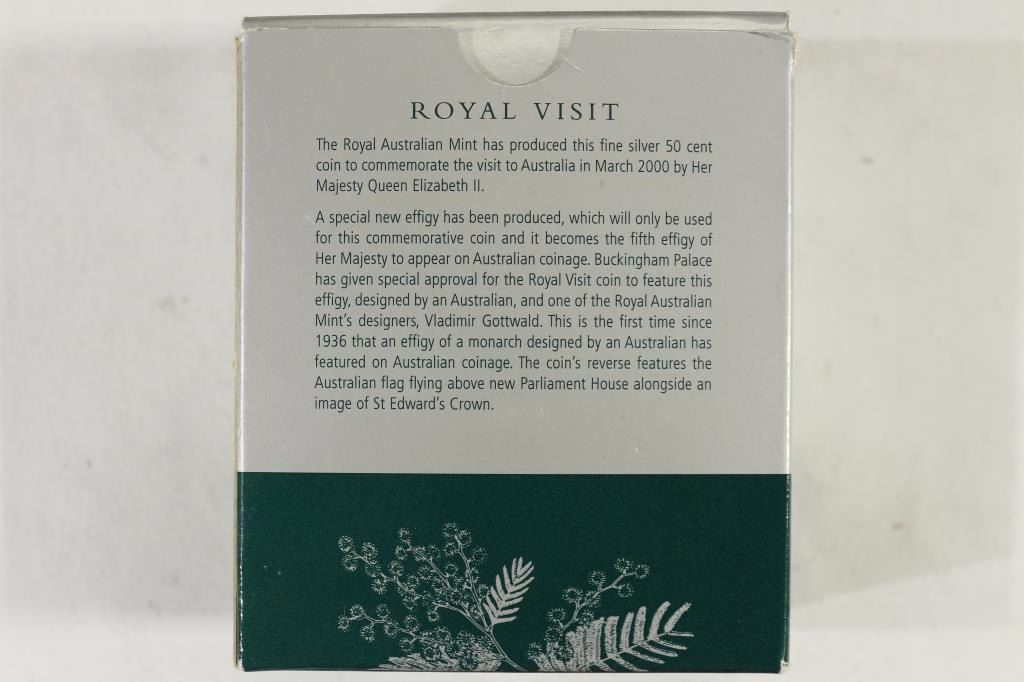 ROYAL VISIT
The Royal Australian Mint has produced this fine silver 50 cent
coin to commemorate the visit to Australia in March 2000 by Her
Majesty Queen Elizabeth II.
A special new effigy has been produced, which will only be used
for this commemorative coin and it becomes the fifth effigy of
Her Majesty to appear on Australian coinage. Buckingham Palace
has given special approval for the Royal Visit coin to feature this
effigy, designed by an Australian, and one of the Royal Australian
Mint's designers, Vladimir Gottwald. This is the first time since
1936 that an effigy of a monarch designed by an Australian has
featured on Australian coinage. The coin's reverse features the
Australian flag flying above new Parliament House alongside an
image of St Edward's Crown.